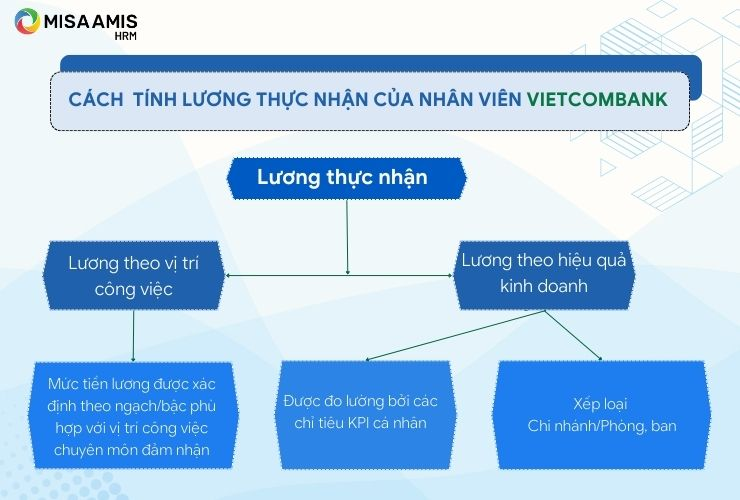 MISA AMIS
HRM
CÁCH TÍNH LƯƠNG THỰC NHẬN CỦA NHÂN VIÊN VIETCOMBANK
Lương thực nhận
Lương theo vị trí
công việc
Lương theo hiệu quả
kinh doanh
Mức tiền lương được xác
định theo ngạch/bậc phù
hợp với vị trí công việc
chuyên môn đảm nhận
Được đo lường bởi các
chỉ tiêu KPI cá nhân
Xếp loại
Chi nhánh/Phòng, ban